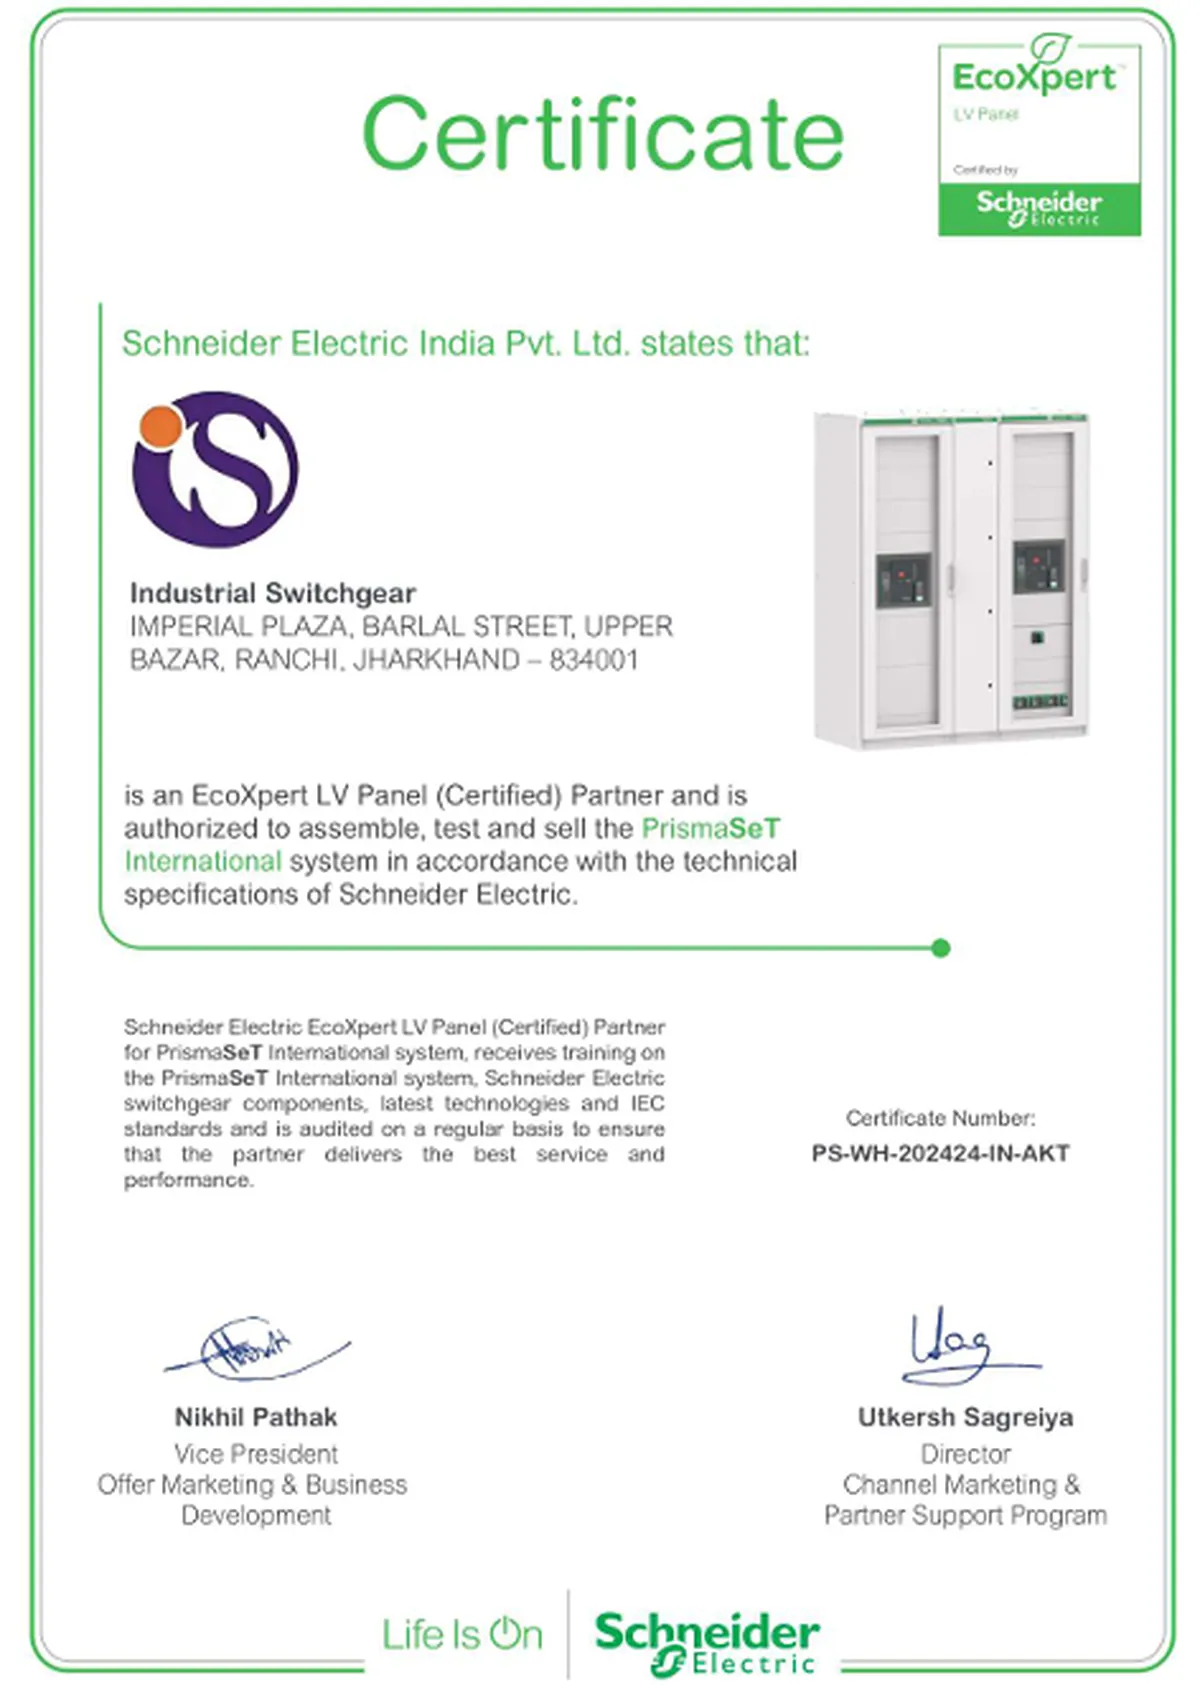 EcoXpert™
LV Panel
Certified by
Schneider
Electric
Certificate
Schneider Electric India Pvt. Ltd. states that:
iS
Industrial Switchgear
IMPERIAL PLAZA, BARLAL STREET, UPPER
BAZAR, RANCHI, JHARKHAND – 834001
is an EcoXpert LV Panel (Certified) Partner and is
authorized to assemble, test and sell the PrismaSeT
International system in accordance with the technical
specifications of Schneider Electric.
Schneider Electric EcoXpert LV Panel (Certified) Partner
for PrismaSeT International system, receives training on
the PrismaSeT International system, Schneider Electric
switchgear components, latest technologies and IEC
standards and is audited on a regular basis to ensure
that the partner delivers the best service and
performance.
Certificate Number:
PS-WH-202424-IN-AKT
Nikhil Pathak
Vice President
Offer Marketing & Business
Development
Utkersh Sagreiya
Director
Channel Marketing &
Partner Support Program
Life Is On
Schneider
Electric